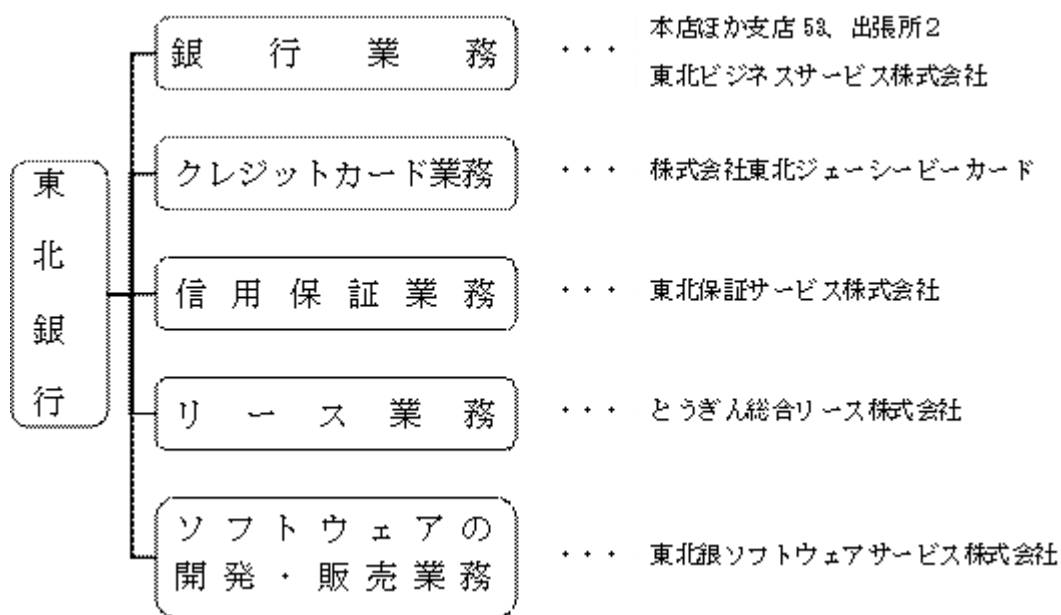 東北銀行
銀行業務 ・・・ 本店ほか支店53、出張所2
東北ビジネスサービス株式会社
クレジットカード業務 ・・・ 株式会社東北ジェーシービーカード
信用保証業務 ・・・ 東北保証サービス株式会社
リース業務 ・・・ とうぎん総合リース株式会社
ソフトウェアの
開発・販売業務 ・・・ 東北銀ソフトウェアサービス株式会社